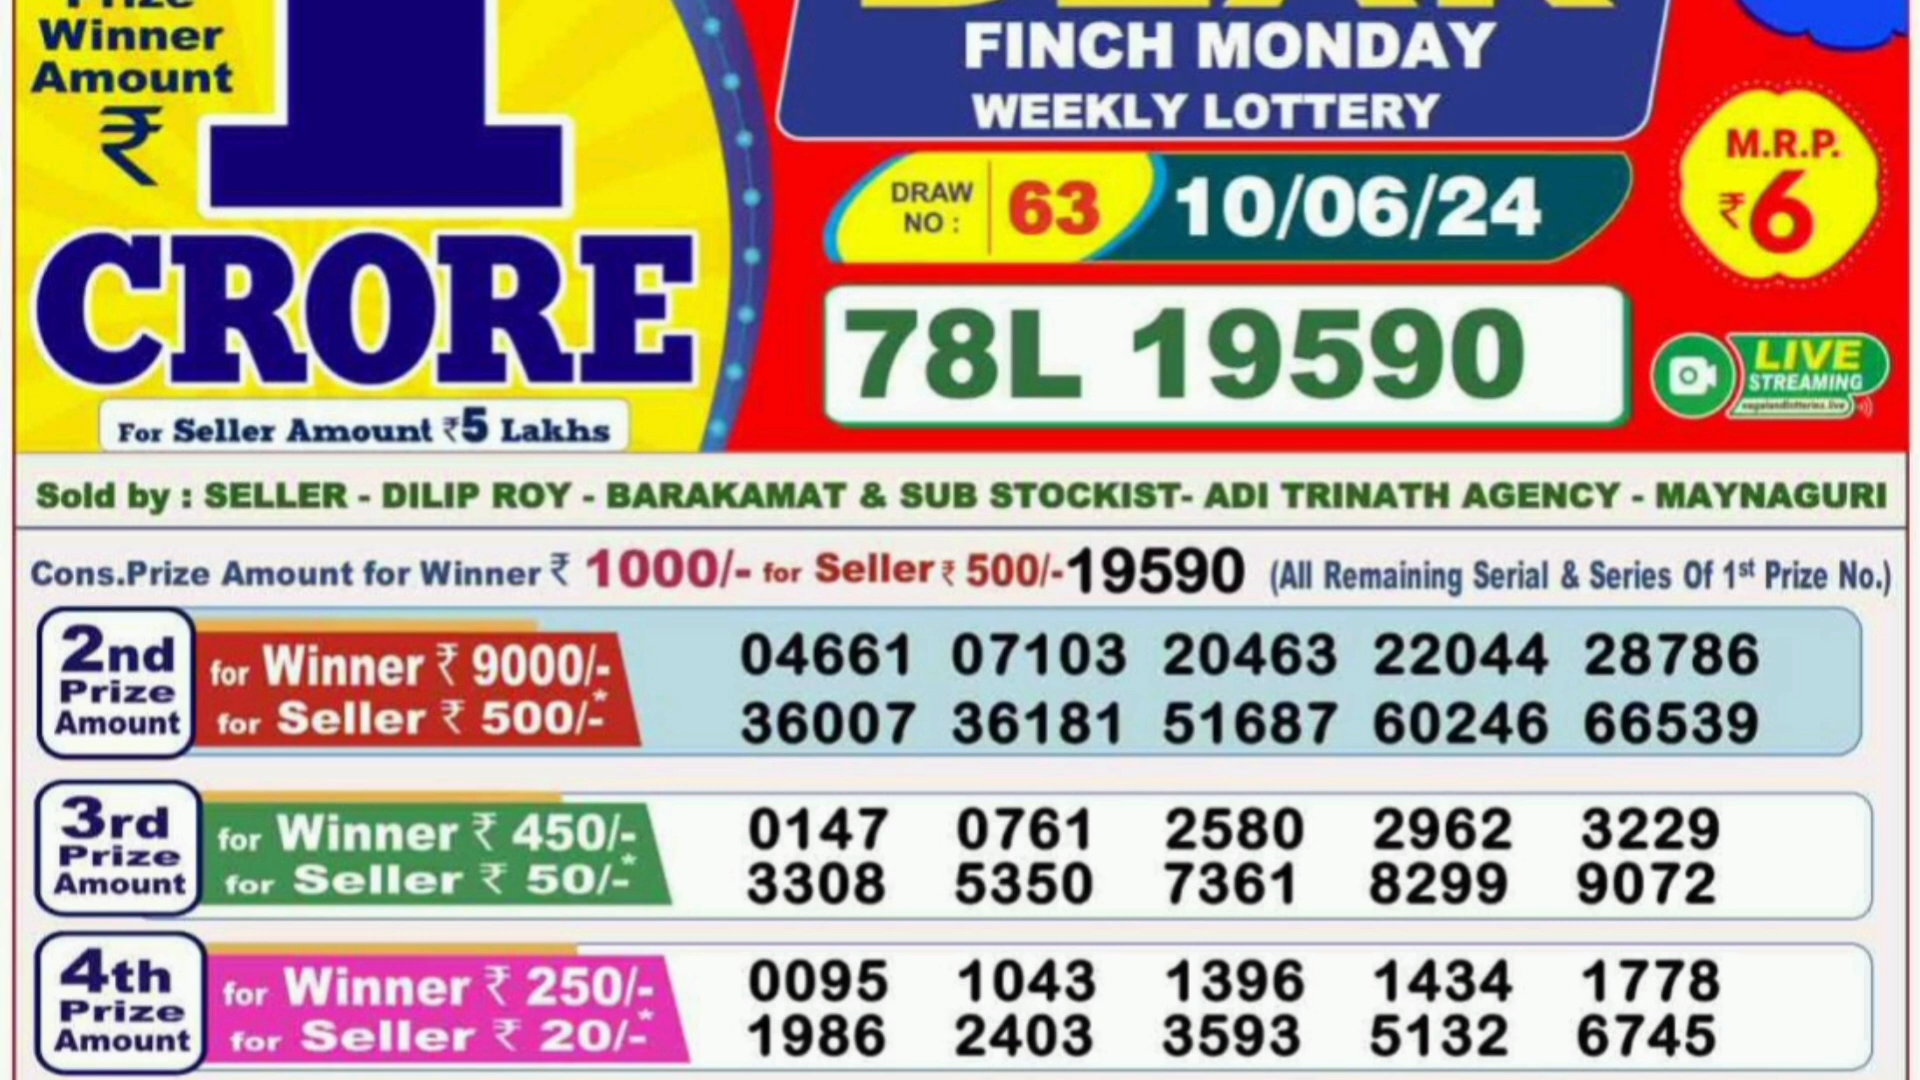 Prize
Winner
Amount
₹
1
CRORE
For Seller Amount ₹5 Lakhs
DEAR
FINCH MONDAY
WEEKLY LOTTERY
DRAW
NO :
63
10/06/24
M.R.P.
₹6
78L 19590
LIVE
STREAMING
Sold by : SELLER - DILIP ROY - BARAKAMAT & SUB STOCKIST- ADI TRINATH AGENCY - MAYNAGURI
Cons.Prize Amount for Winner ₹ 1000/- for Seller ₹ 500/-19590 (All Remaining Serial & Series Of 1st Prize No.)
2nd
Prize
Amount
for Winner ₹ 9000/-
for Seller ₹ 500/-*
04661 07103 20463 22044 28786
36007 36181 51687 60246 66539
3rd
Prize
Amount
for Winner ₹ 450/-
for Seller ₹ 50/-*
0147 0761 2580 2962 3229
3308 5350 7361 8299 9072
4th
Prize
Amount
for Winner ₹ 250/-
for Seller ₹ 20/-*
0095 1043 1396 1434 1778
1986 2403 3593 5132 6745